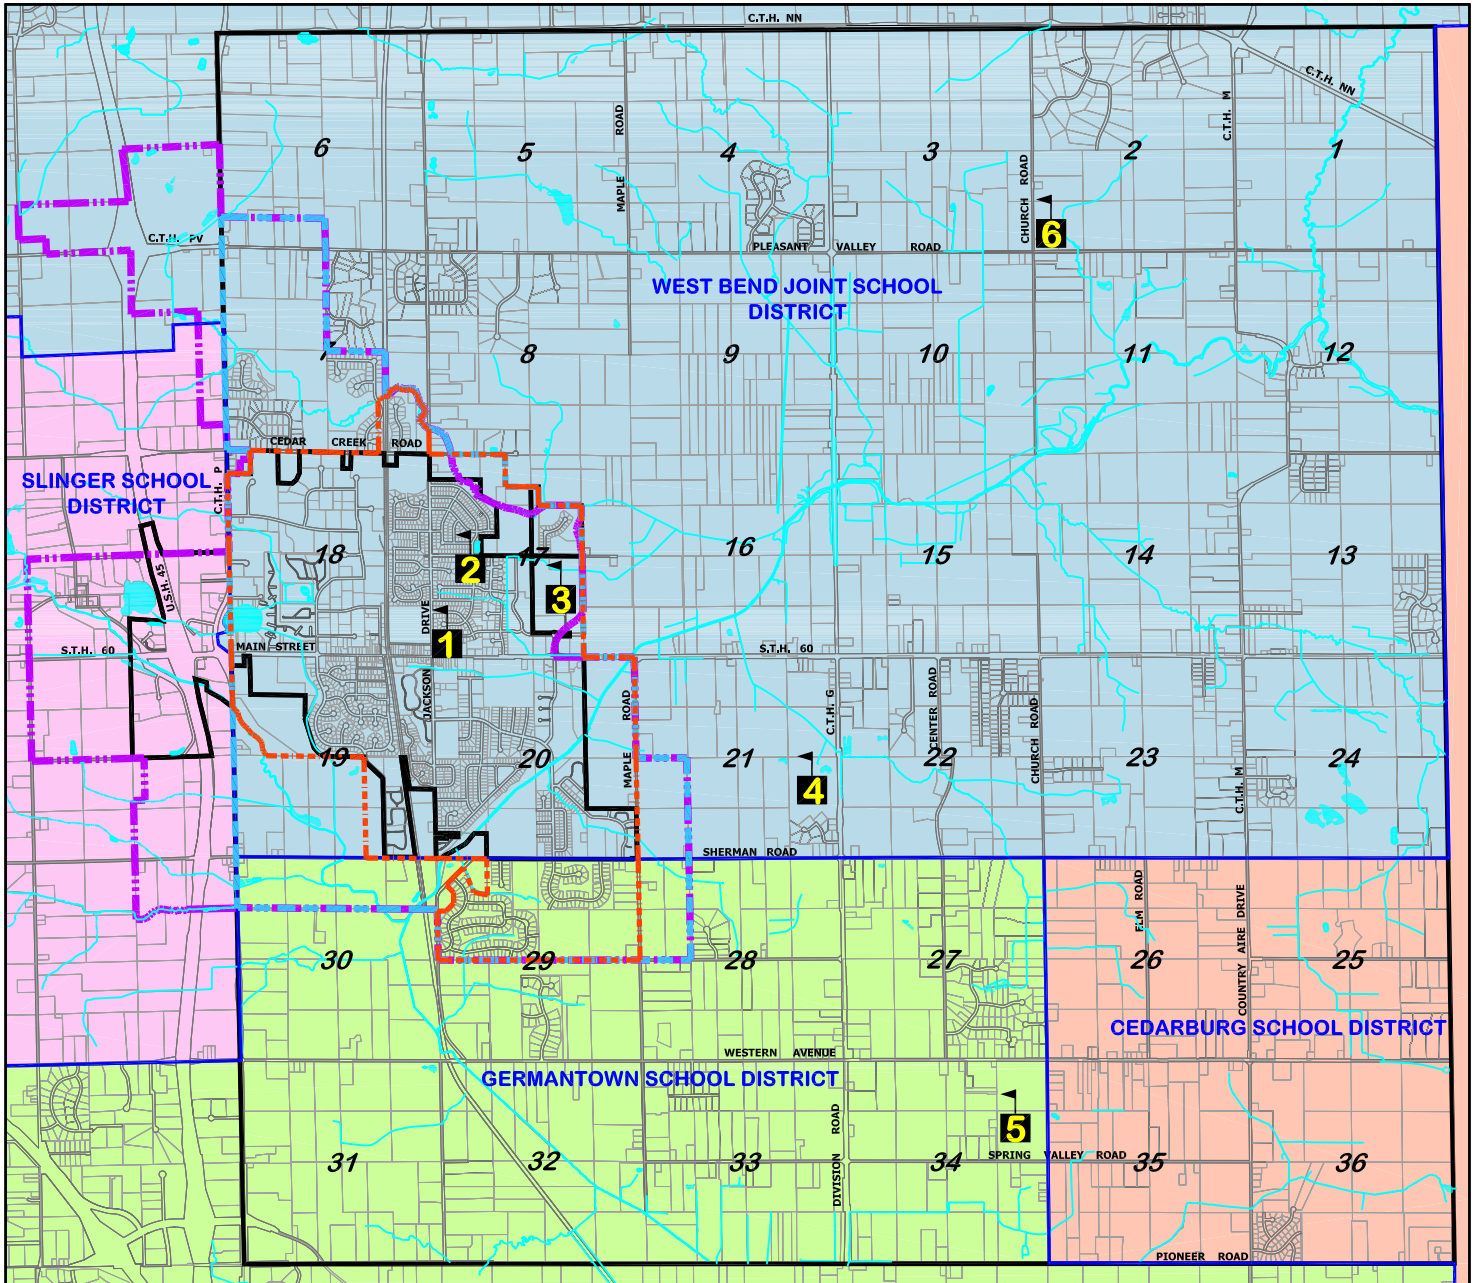 C.T.H. NN
C.T.H. NN
C.T.H. M
MAPLE ROAD
6
5
4
3
2
1
CHURCH ROAD
6
C.T.H. PV
PLEASANT VALLEY ROAD
WEST BEND JOINT SCHOOL
DISTRICT
7
8
9
10
11
12
CEDAR CREEK ROAD
SLINGER SCHOOL
DISTRICT
C.T.H. P
18
17
16
15
14
13
2
3
U.S.H. 45
1
S.T.H. 60
MAIN STREET
S.T.H. 60
JACKSON DRIVE
MAPLE ROAD
C.T.H. G
CENTER ROAD
CHURCH ROAD
C.T.H. M
19
20
21
22
23
24
4
SHERMAN ROAD
ELM ROAD
COUNTRY AIRE DRIVE
30
29
28
27
26
25
CEDARBURG SCHOOL DISTRICT
WESTERN AVENUE
GERMANTOWN SCHOOL DISTRICT
5
DIVISION ROAD
SPRING VALLEY ROAD
31
32
33
34
35
36
PIONEER ROAD